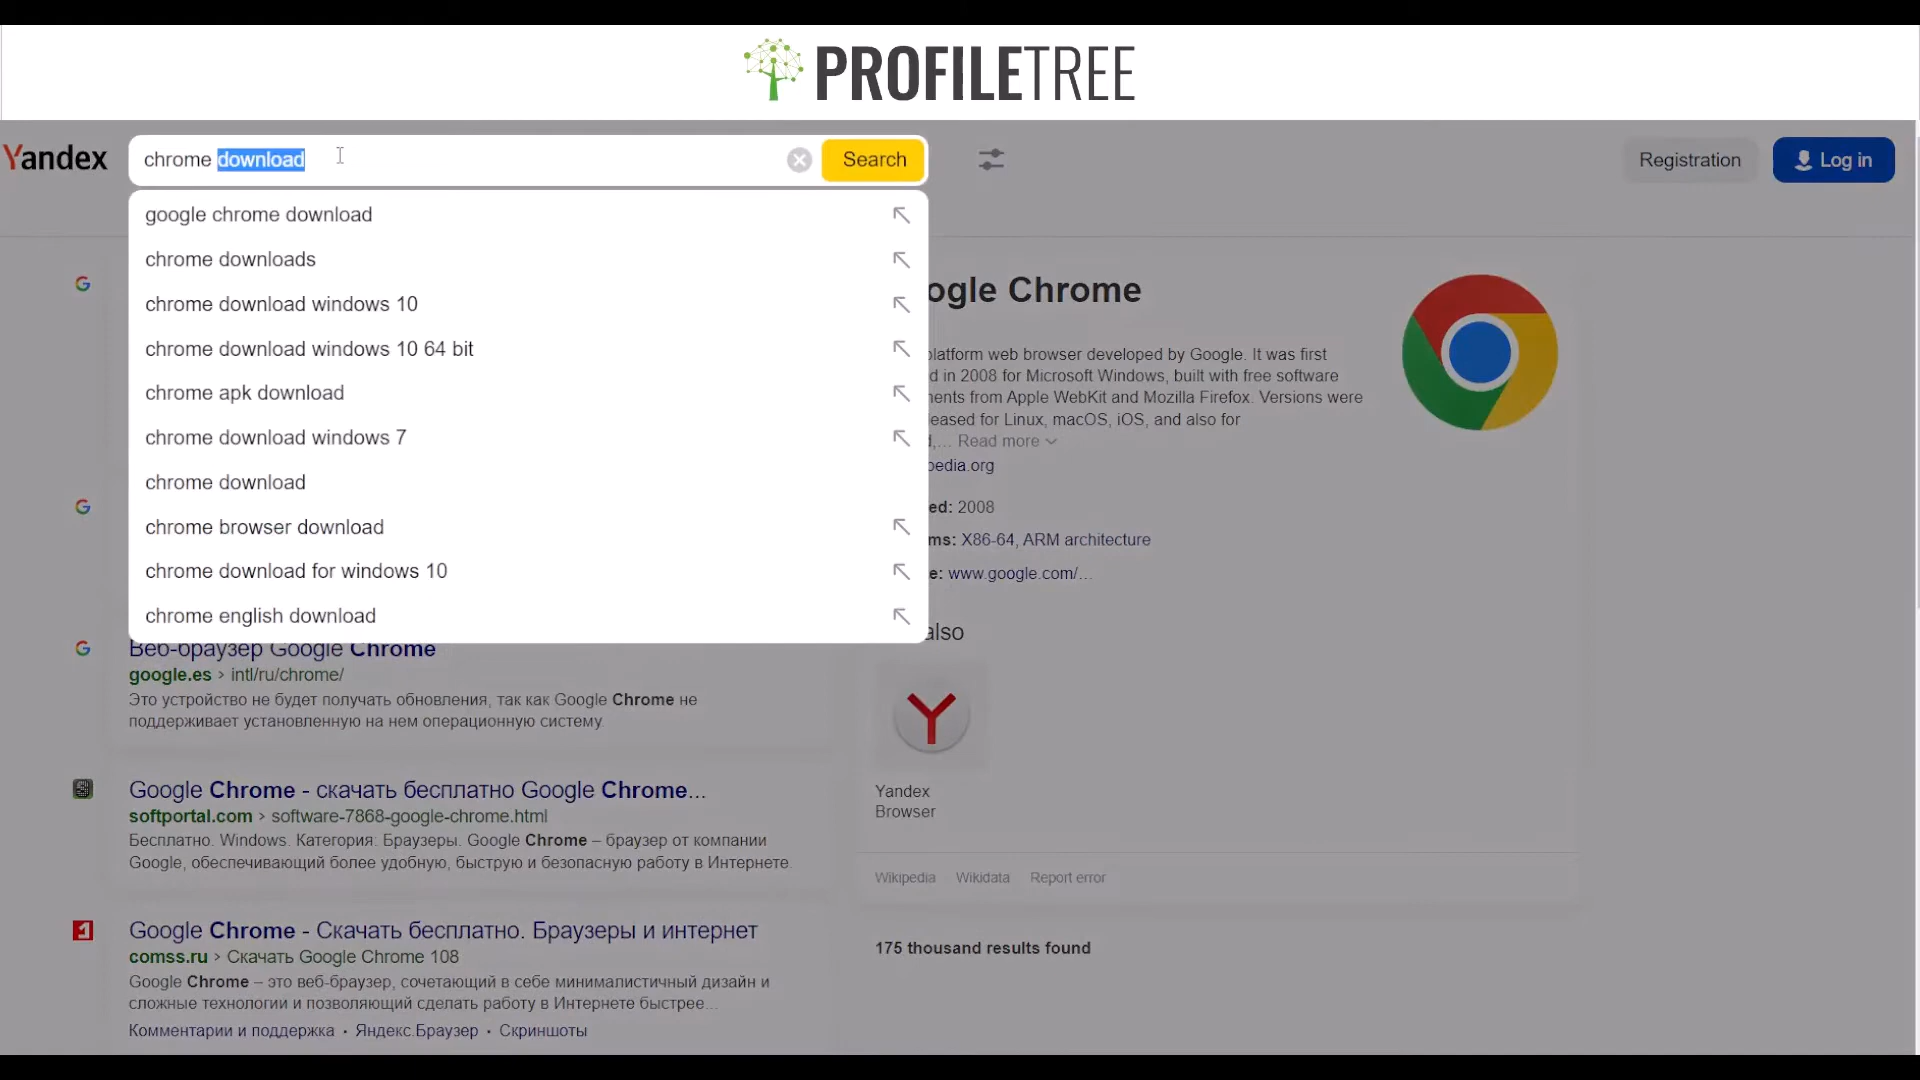 PROFILETREE
Yandex
chrome download
Search
Registration
Log in
google chrome download
chrome downloads
chrome download windows 10
chrome download windows 10 64 bit
chrome apk download
chrome download windows 7
chrome download
chrome browser download
chrome download for windows 10
chrome english download
Веб-браузер Google Chrome
google.es › intl/ru/chrome/
Это устройство не будет получать обновления, так как Google Chrome не
поддерживает установленную на нем операционную систему.
Google Chrome - скачать бесплатно Google Chrome...
softportal.com › software-7868-google-chrome.html
Бесплатно. Windows. Категория: Браузеры. Google Chrome – браузер от компании
Google, обеспечивающий более удобную, быструю и безопасную работу в Интернете.
Google Chrome - Скачать бесплатно. Браузеры и интернет
comss.ru › Скачать Google Chrome 108
Google Chrome – это веб-браузер, сочетающий в себе минималистичный дизайн и
сложные технологии и позволяющий сделать работу в Интернете быстрее...
Комментарии и поддержка • Яндекс.Браузер • Скриншоты
ogle Chrome
latform web browser developed by Google. It was first
d in 2008 for Microsoft Windows, built with free software
nents from Apple WebKit and Mozilla Firefox. Versions were
eased for Linux, macOS, iOS, and also for
d,... Read more
pedia.org
ed: 2008
ms: X86-64, ARM architecture
e: www.google.com/...
also
Yandex
Browser
Wikipedia Wikidata Report error
175 thousand results found